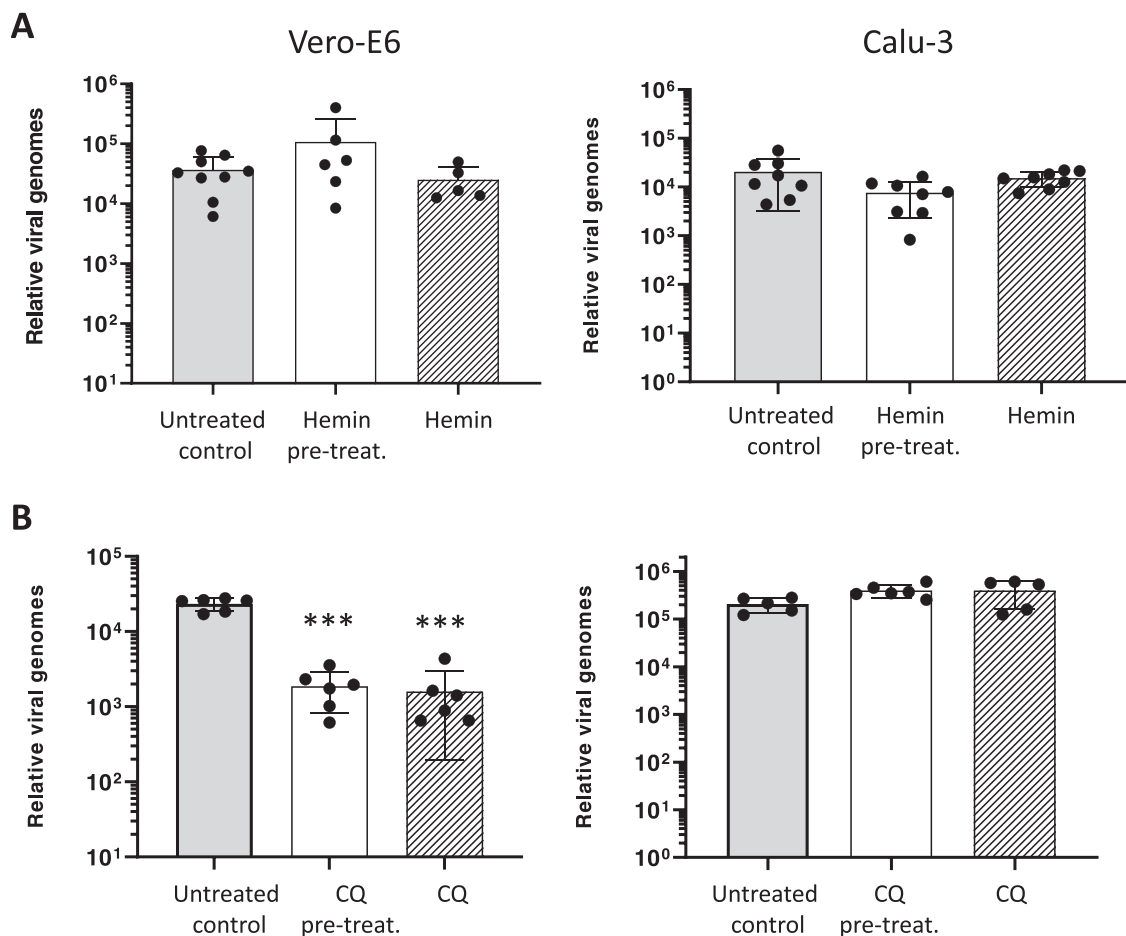 A
Vero-E6
Calu-3
Relative viral genomes
10⁶
10⁵
10⁴
10³
10²
10¹
Untreated control
Hemin pre-treat.
Hemin
Relative viral genomes
10⁶
10⁵
10⁴
10³
10²
10¹
10⁰
Untreated control
Hemin pre-treat.
Hemin
B
Relative viral genomes
10⁵
10⁴
10³
10²
10¹
***
***
Untreated control
CQ pre-treat.
CQ
Relative viral genomes
10⁶
10⁵
10⁴
10³
10²
10¹
10⁰
Untreated control
CQ pre-treat.
CQ